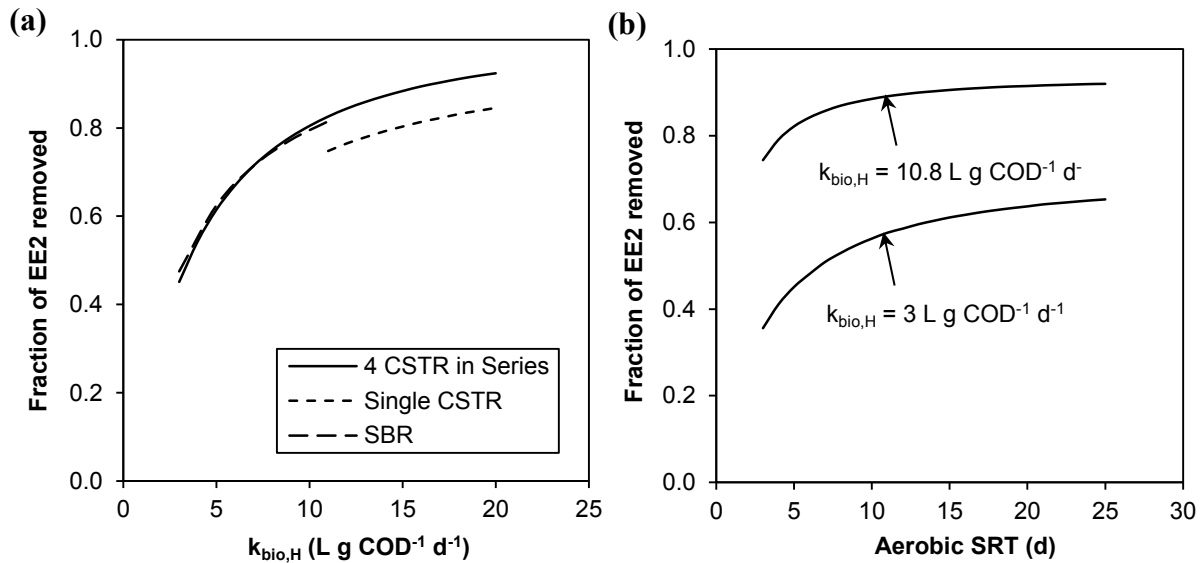 (a)
1.0
0.8
0.6
0.4
0.2
0.0
Fraction of EE2 removed
0 5 10 15 20 25
k_bio,H (L g COD⁻¹ d⁻¹)
4 CSTR in Series
Single CSTR
SBR
(b)
1.0
0.8
0.6
0.4
0.2
0.0
Fraction of EE2 removed
k_bio,H = 10.8 L g COD⁻¹ d⁻
k_bio,H = 3 L g COD⁻¹ d⁻¹
0 5 10 15 20 25 30
Aerobic SRT (d)